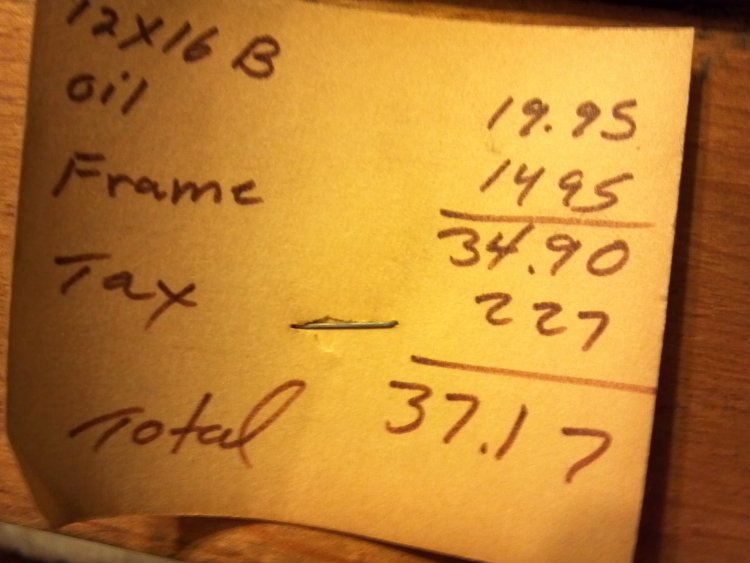 12X16 B
oil 19.95
Frame 1495
34.90
Tax 227
Total 37.17